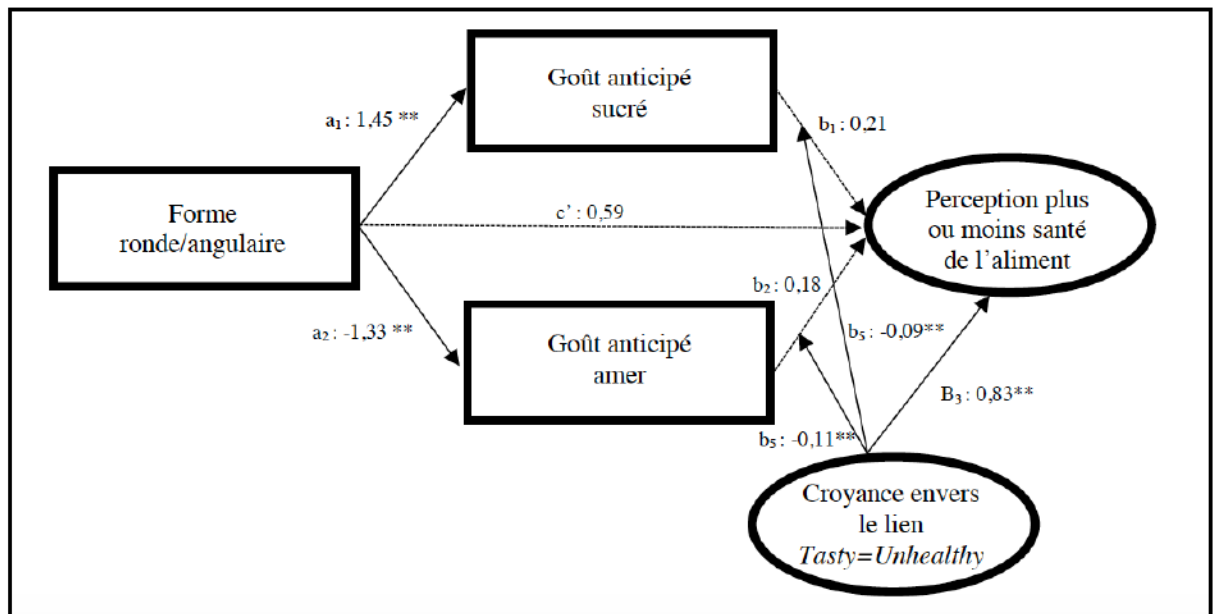 Goût anticipé
sucré
a₁ : 1,45 **
b₁ : 0,21
Forme
ronde/angulaire
c’ : 0,59
Perception plus
ou moins santé
de l’aliment
b₂ : 0,18
a₂ : -1,33 **
Goût anticipé
amer
b₅ : -0,09**
B₃ : 0,83**
b₅ : -0,11**
Croyance envers
le lien
Tasty=Unhealthy